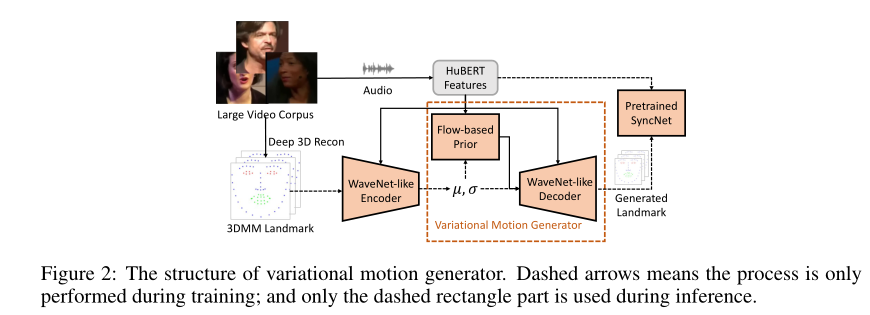 HuBERT
Features
Audio
Large Video Corpus
Pretrained
SyncNet
Flow-based
Prior
Deep 3D Recon
WaveNet-like
Encoder
μ, σ
WaveNet-like
Decoder
Generated
Landmark
3DMM Landmark
Variational Motion Generator
Figure 2: The structure of variational motion generator. Dashed arrows means the process is only
performed during training; and only the dashed rectangle part is used during inference.